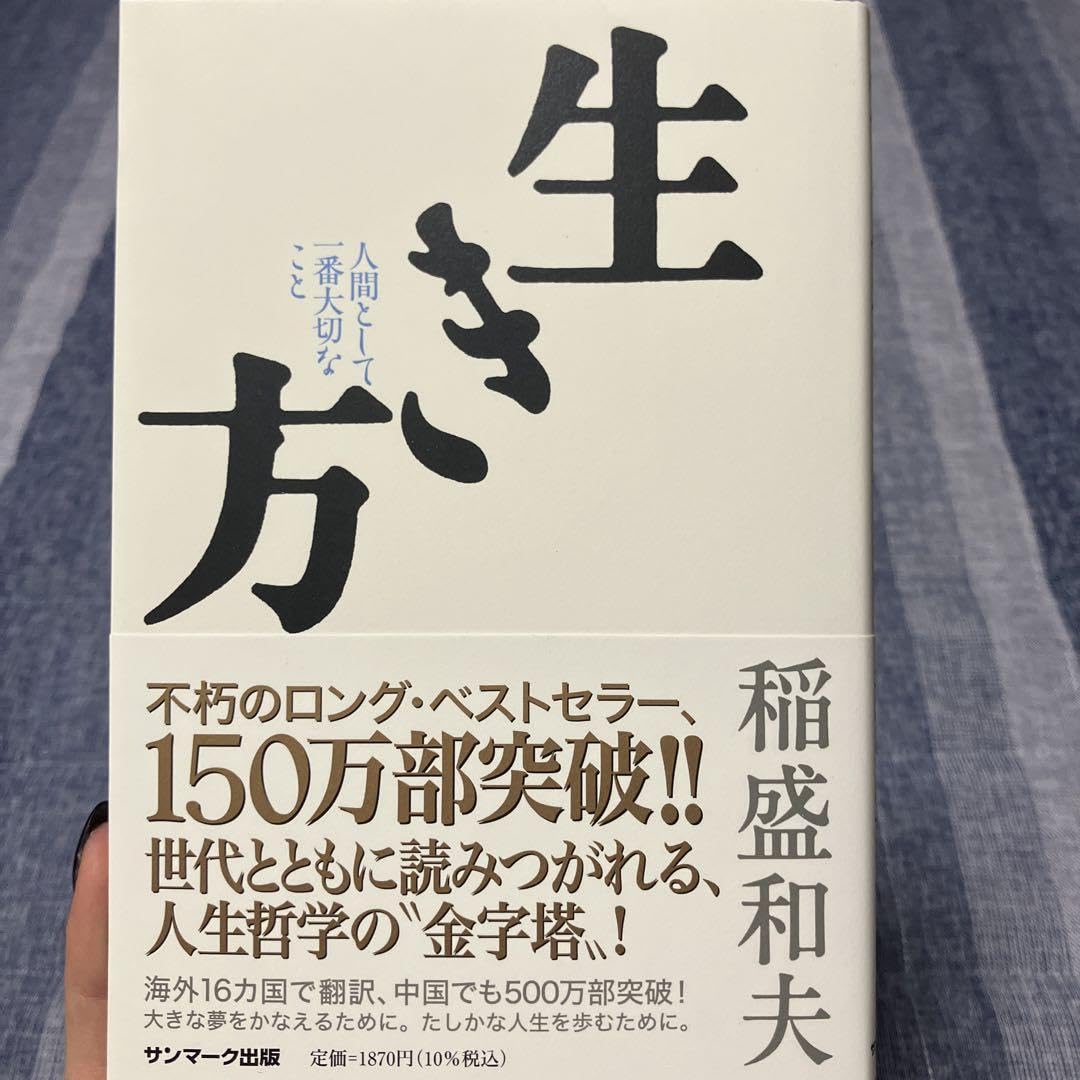 生き方
人間として
一番大切な
こと
稲盛和夫
不朽のロング・ベストセラー、
150万部突破!!
世代とともに読みつがれる、
人生哲学の〝金字塔〟!
海外16カ国で翻訳、中国でも500万部突破!
大きな夢をかなえるために。たしかな人生を歩むために。
サンマーク出版 定価=1870円(10%税込)